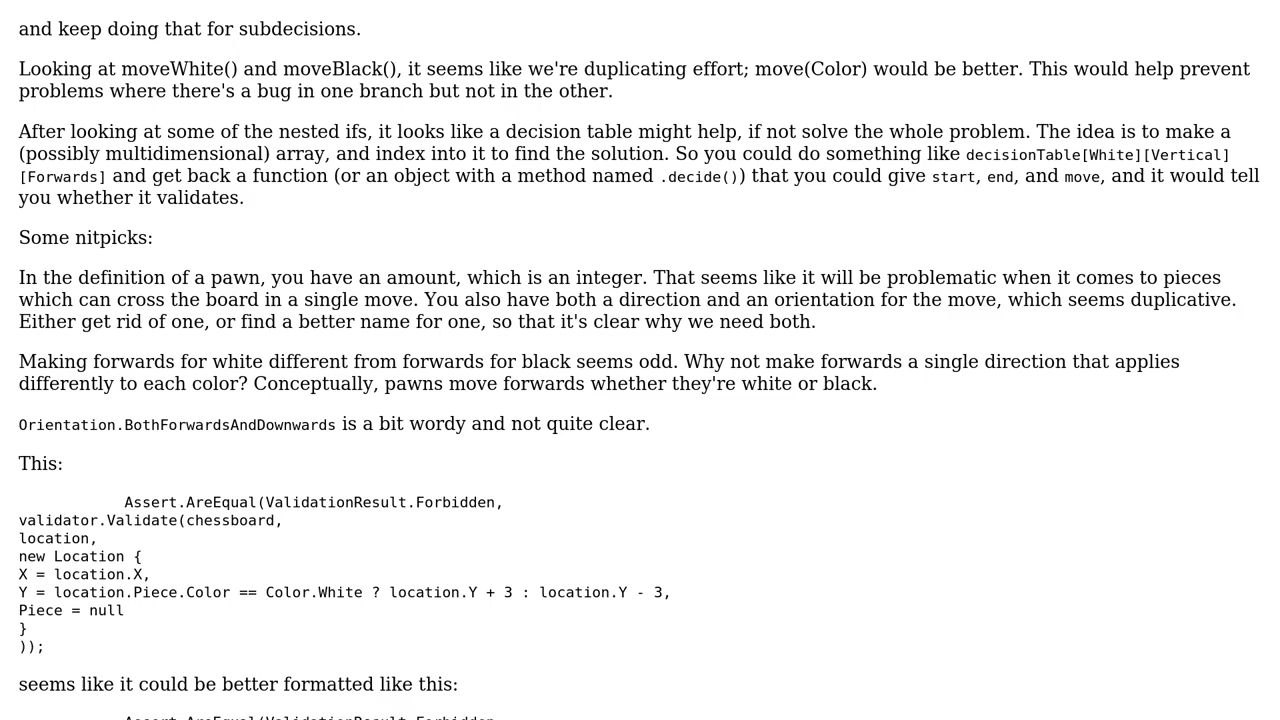 and keep doing that for subdecisions.
Looking at moveWhite() and moveBlack(), it seems like we're duplicating effort; move(Color) would be better. This would help prevent
problems where there's a bug in one branch but not in the other.
After looking at some of the nested ifs, it looks like a decision table might help, if not solve the whole problem. The idea is to make a
(possibly multidimensional) array, and index into it to find the solution. So you could do something like decisionTable[White][Vertical]
[Forwards] and get back a function (or an object with a method named .decide()) that you could give start, end, and move, and it would tell
you whether it validates.
Some nitpicks:
In the definition of a pawn, you have an amount, which is an integer. That seems like it will be problematic when it comes to pieces
which can cross the board in a single move. You also have both a direction and an orientation for the move, which seems duplicative.
Either get rid of one, or find a better name for one, so that it's clear why we need both.
Making forwards for white different from forwards for black seems odd. Why not make forwards a single direction that applies
differently to each color? Conceptually, pawns move forwards whether they're white or black.
Orientation.BothForwardsAndDownwards is a bit wordy and not quite clear.
This:
Assert.AreEqual(ValidationResult.Forbidden,
validator.Validate(chessboard,
location,
new Location {
X = location.X,
Y = location.Piece.Color == Color.White ? location.Y + 3 : location.Y - 3,
Piece = null
}
));
seems like it could be better formatted like this:
Assert.AreEqual(ValidationResult.Forbidden,